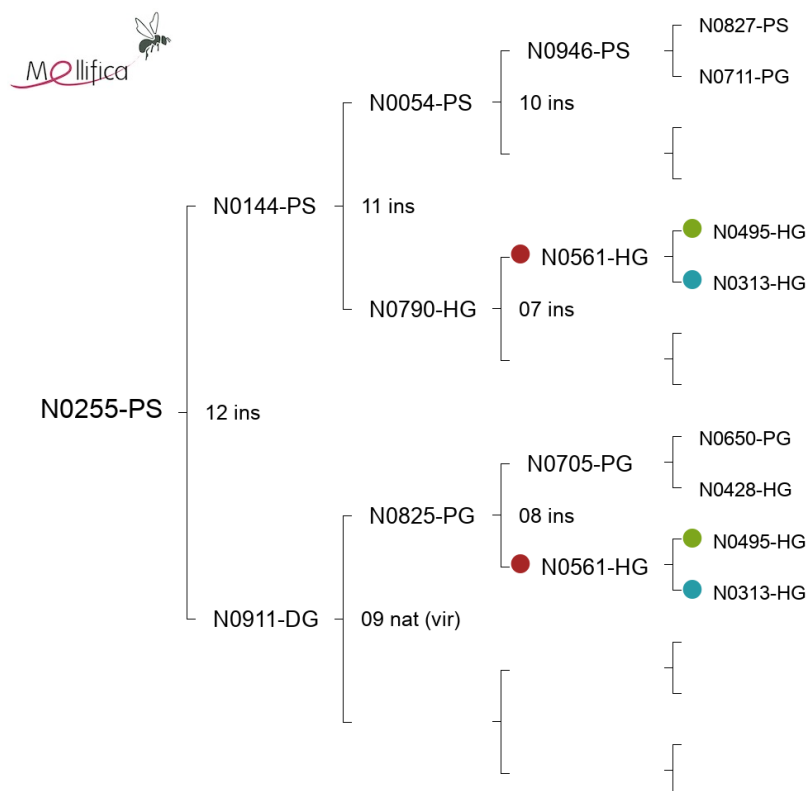 Mellifica
N0827-PS
N0946-PS
N0711-PG
N0054-PS
10 ins
N0144-PS
11 ins
N0495-HG
N0561-HG
N0313-HG
N0790-HG
07 ins
N0255-PS
12 ins
N0650-PG
N0705-PG
N0428-HG
N0825-PG
08 ins
N0495-HG
N0561-HG
N0313-HG
N0911-DG
09 nat (vir)